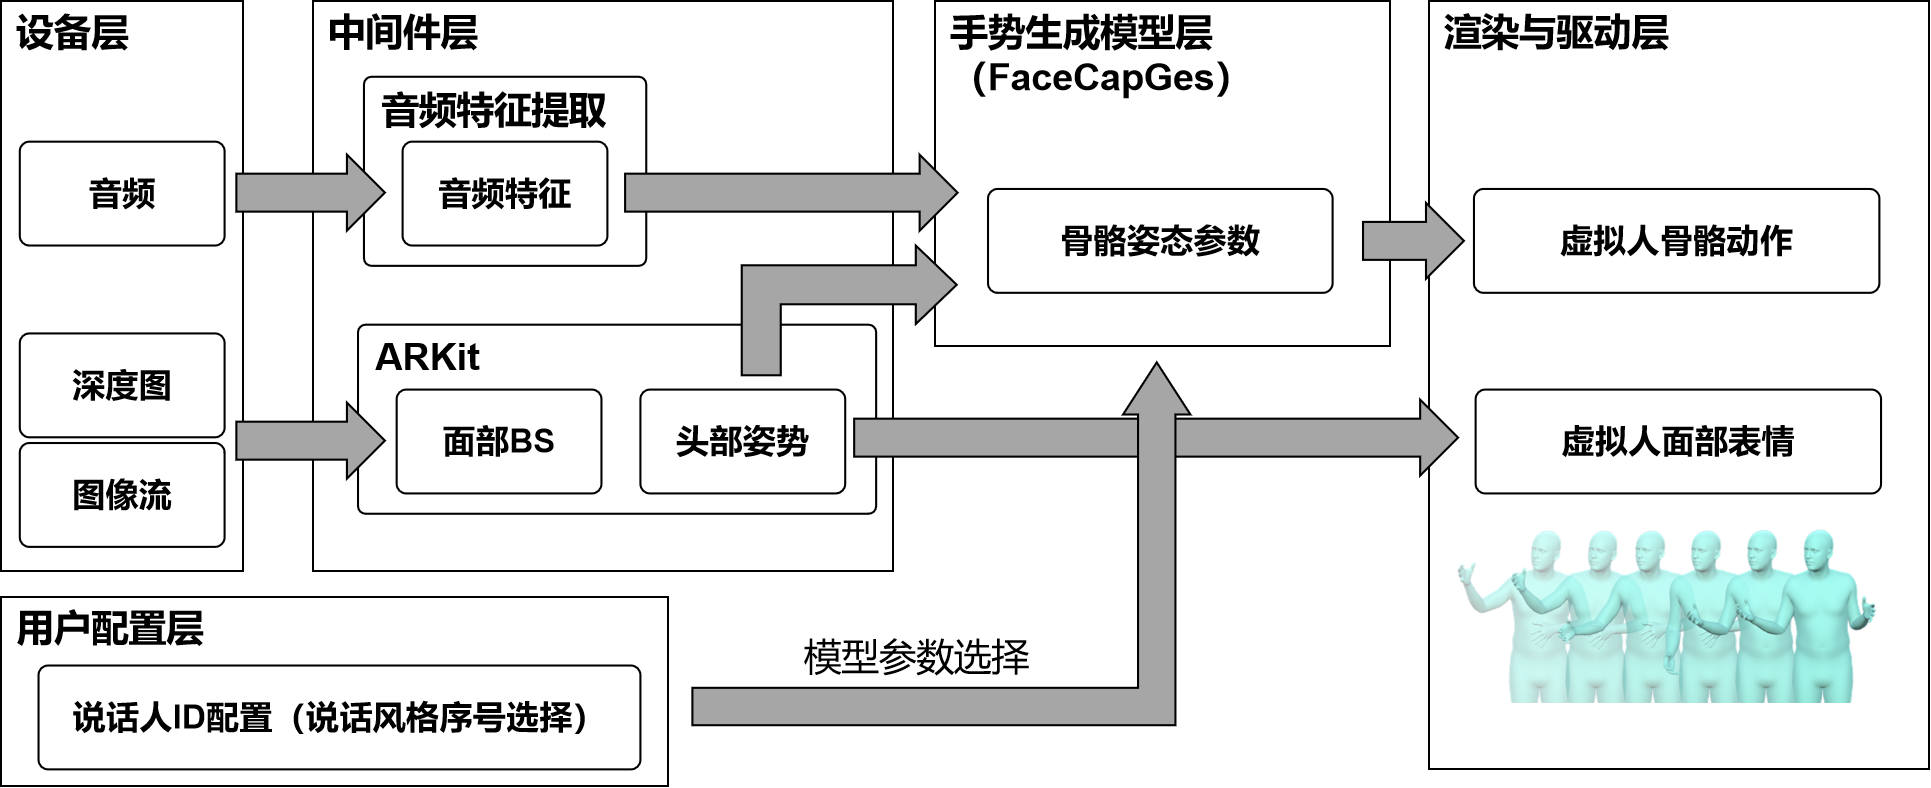 设备层
音频
深度图
图像流
中间件层
音频特征提取
音频特征
ARKit
面部BS
头部姿势
手势生成模型层
（FaceCapGes）
骨骼姿态参数
渲染与驱动层
虚拟人骨骼动作
虚拟人面部表情
用户配置层
说话人ID配置（说话风格序号选择）
模型参数选择